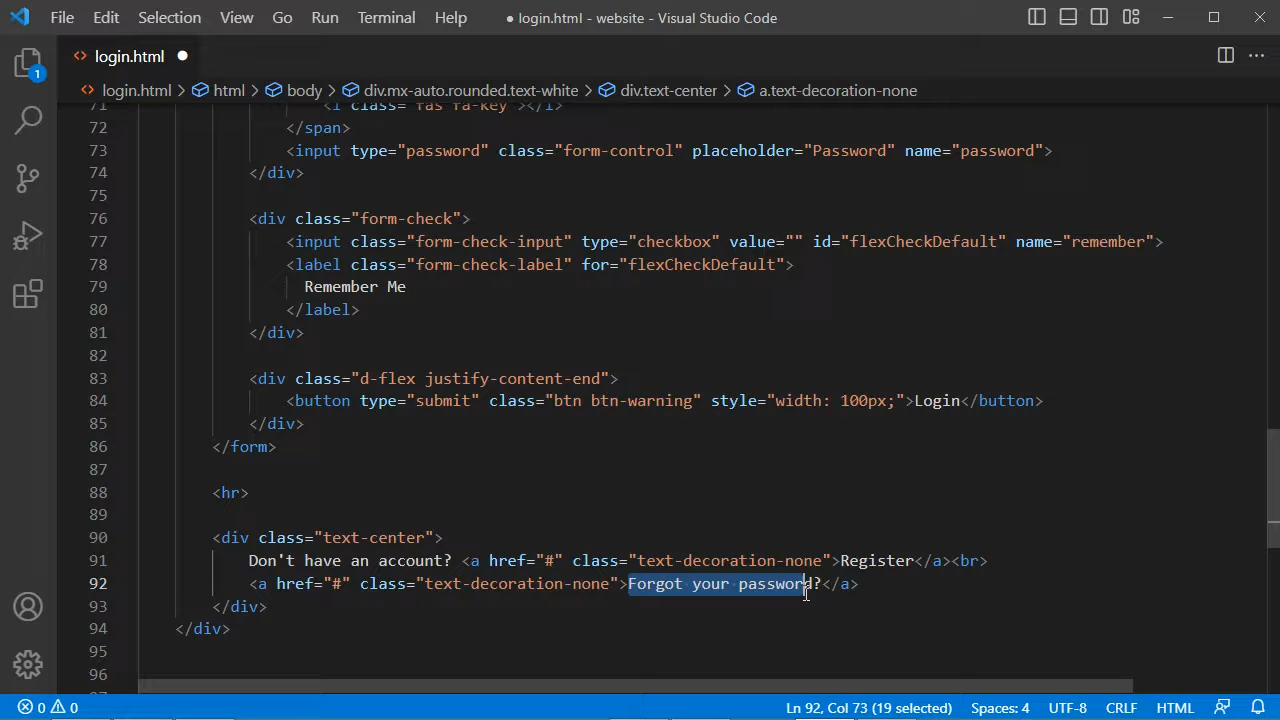 File Edit Selection View Go Run Terminal Help ● login.html - website - Visual Studio Code
login.html ●
1
login.html > html > body > div.mx-auto.rounded.text-white > div.text-center > a.text-decoration-none
71 <i class="fas fa-key"></i>
72 </span>
73 <input type="password" class="form-control" placeholder="Password" name="password">
74 </div>
75
76 <div class="form-check">
77 <input class="form-check-input" type="checkbox" value="" id="flexCheckDefault" name="remember">
78 <label class="form-check-label" for="flexCheckDefault">
79 Remember Me
80 </label>
81 </div>
82
83 <div class="d-flex justify-content-end">
84 <button type="submit" class="btn btn-warning" style="width: 100px;">Login</button>
85 </div>
86 </form>
87
88 <hr>
89
90 <div class="text-center">
91 Don't have an account? <a href="#" class="text-decoration-none">Register</a><br>
92 <a href="#" class="text-decoration-none">Forgot your password?</a>
93 </div>
94 </div>
95
96
97
0 0 Ln 92, Col 73 (19 selected) Spaces: 4 UTF-8 CRLF HTML